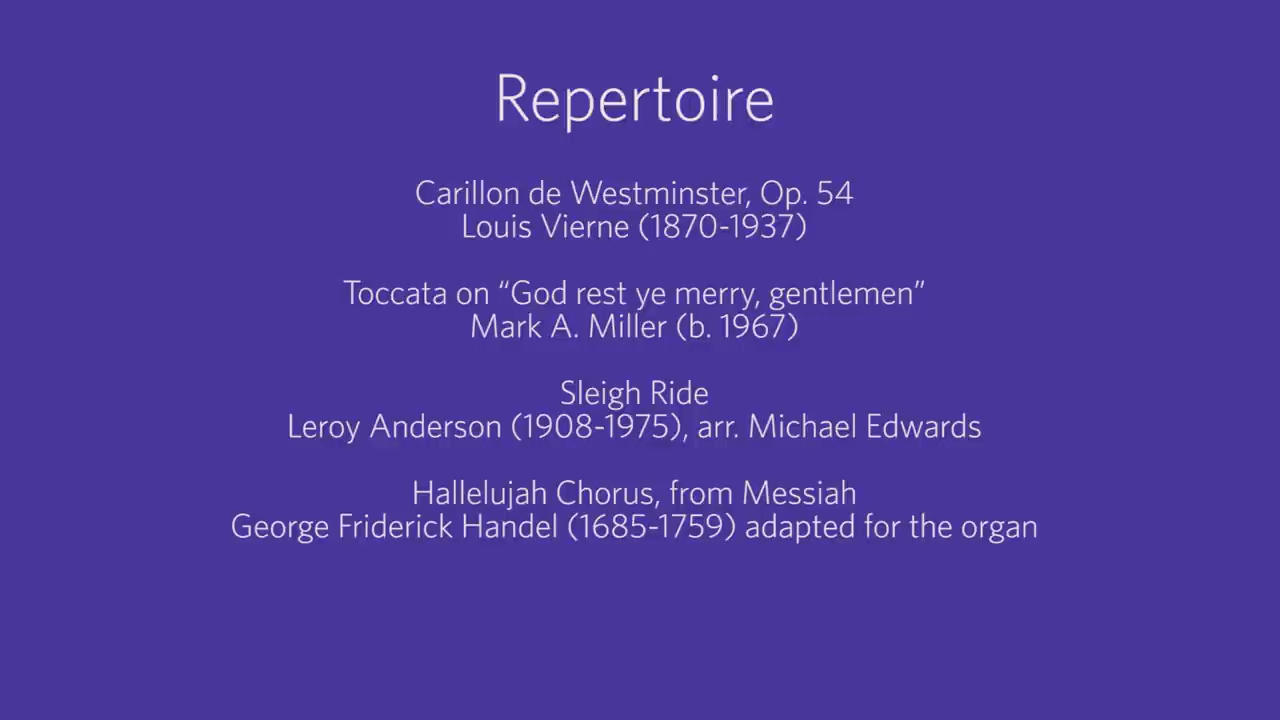 Repertoire
Carillon de Westminster, Op. 54
Louis Vierne (1870-1937)
Toccata on “God rest ye merry, gentlemen”
Mark A. Miller (b. 1967)
Sleigh Ride
Leroy Anderson (1908-1975), arr. Michael Edwards
Hallelujah Chorus, from Messiah
George Friderick Handel (1685-1759) adapted for the organ